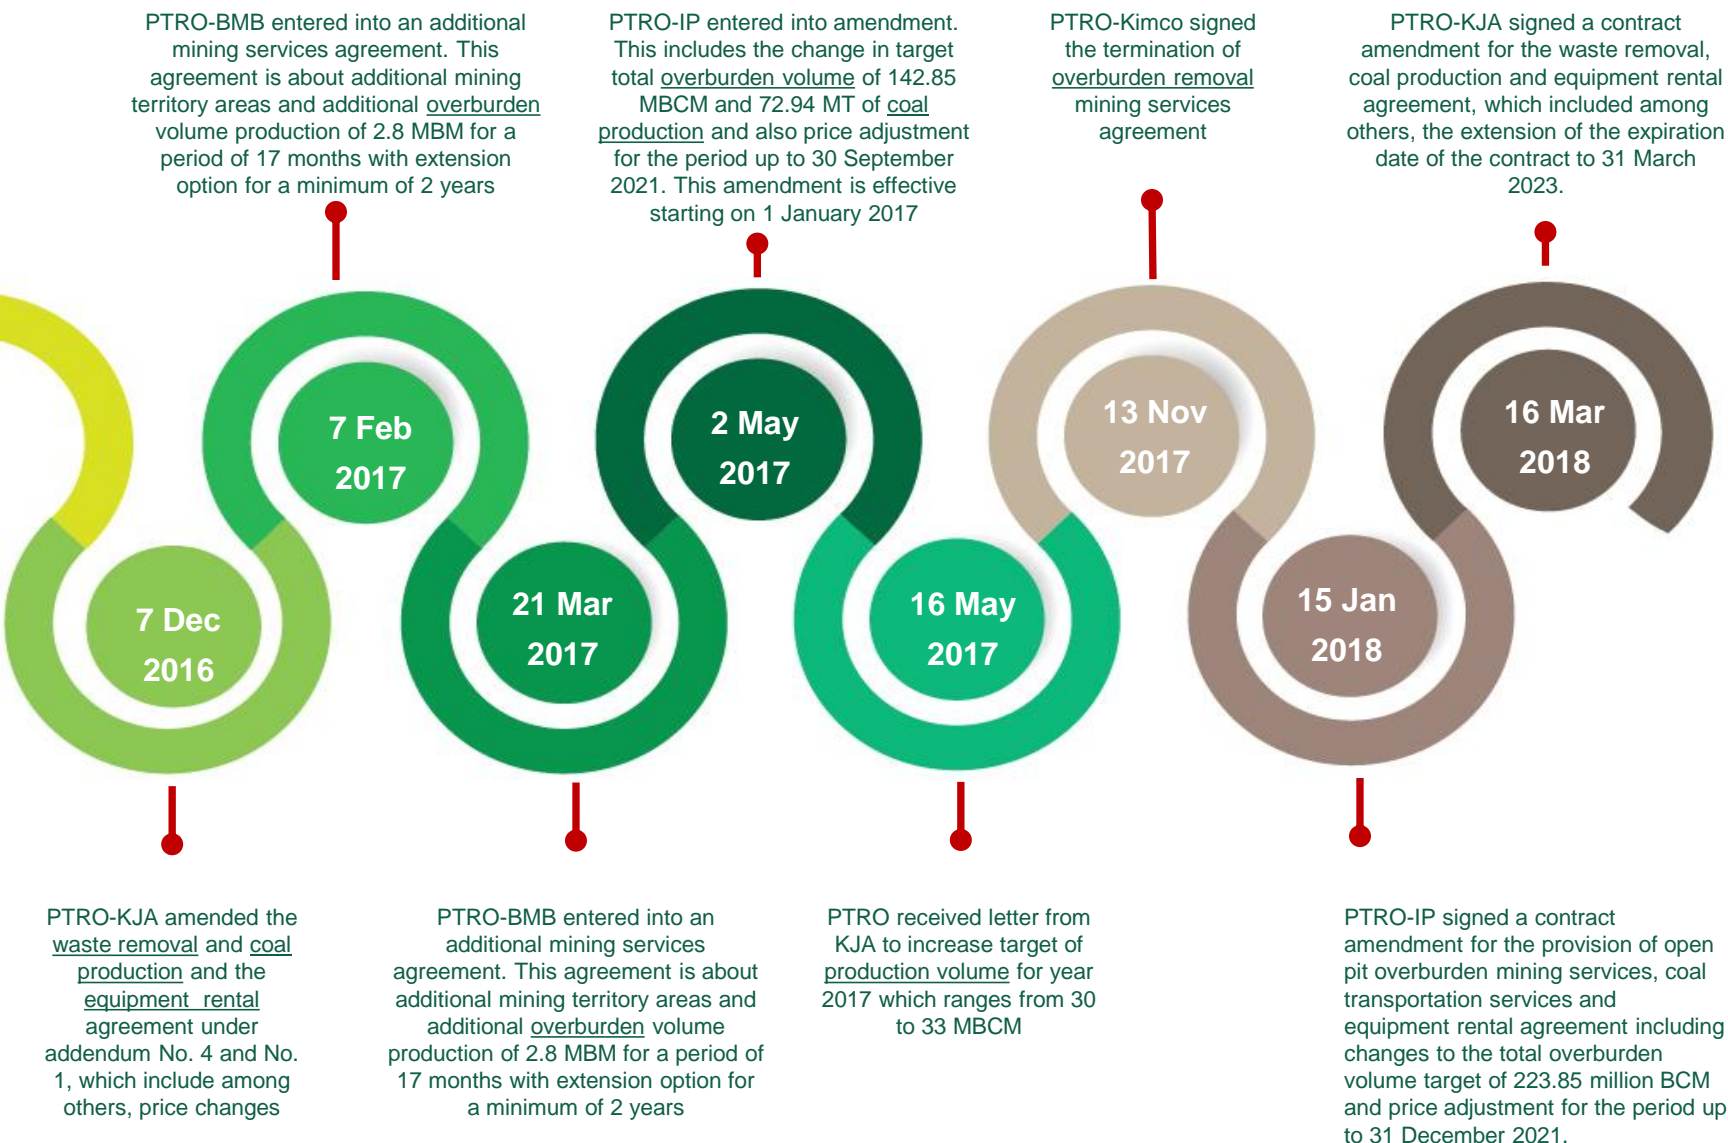 PTRO-BMB entered into an additional
mining services agreement. This
agreement is about additional mining
territory areas and additional overburden
volume production of 2.8 MBM for a
period of 17 months with extension
option for a minimum of 2 years
PTRO-IP entered into amendment.
This includes the change in target
total overburden volume of 142.85
MBCM and 72.94 MT of coal
production and also price adjustment
for the period up to 30 September
2021. This amendment is effective
starting on 1 January 2017
PTRO-Kimco signed
the termination of
overburden removal
mining services
agreement
PTRO-KJA signed a contract
amendment for the waste removal,
coal production and equipment rental
agreement, which included among
others, the extension of the expiration
date of the contract to 31 March
2023.
7 Feb
2017
2 May
2017
13 Nov
2017
16 Mar
2018
7 Dec
2016
21 Mar
2017
16 May
2017
15 Jan
2018
PTRO-KJA amended the
waste removal and coal
production and the
equipment rental
agreement under
addendum No. 4 and No.
1, which include among
others, price changes
PTRO-BMB entered into an
additional mining services
agreement. This agreement is about
additional mining territory areas and
additional overburden volume
production of 2.8 MBM for a period of
17 months with extension option for
a minimum of 2 years
PTRO received letter from
KJA to increase target of
production volume for year
2017 which ranges from 30
to 33 MBCM
PTRO-IP signed a contract
amendment for the provision of open
pit overburden mining services, coal
transportation services and
equipment rental agreement including
changes to the total overburden
volume target of 223.85 million BCM
and price adjustment for the period up
to 31 December 2021.